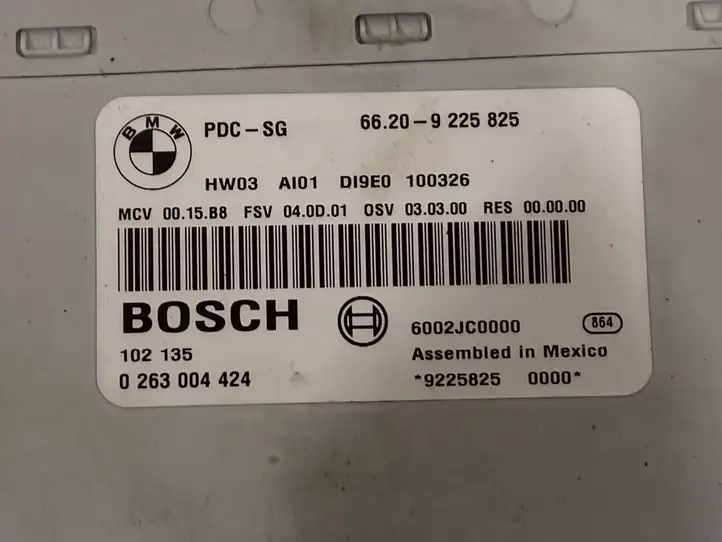 BMW PDC-SG 66.20-9 225 825
HW03 AI01 DI9E0 100326
MCV 00.15.B8 FSV 04.0D.01 OSV 03.03.00 RES 00.00.00
BOSCH
6002JC0000 864
102 135 Assembled in Mexico
0 263 004 424 *9225825 0000*